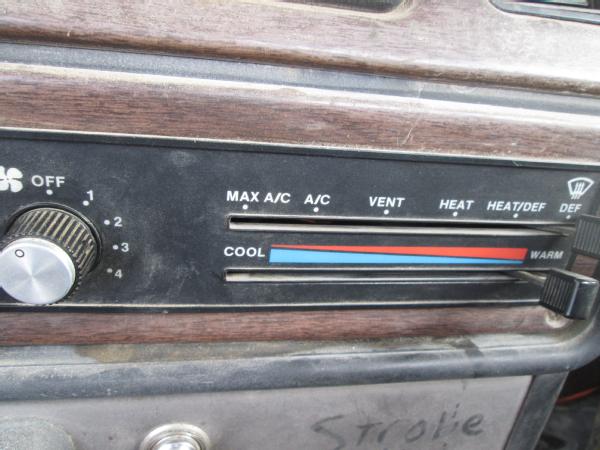 OFF
1
2
3
4
MAX A/C A/C VENT HEAT HEAT/DEF DEF
COOL WARM
Strobe